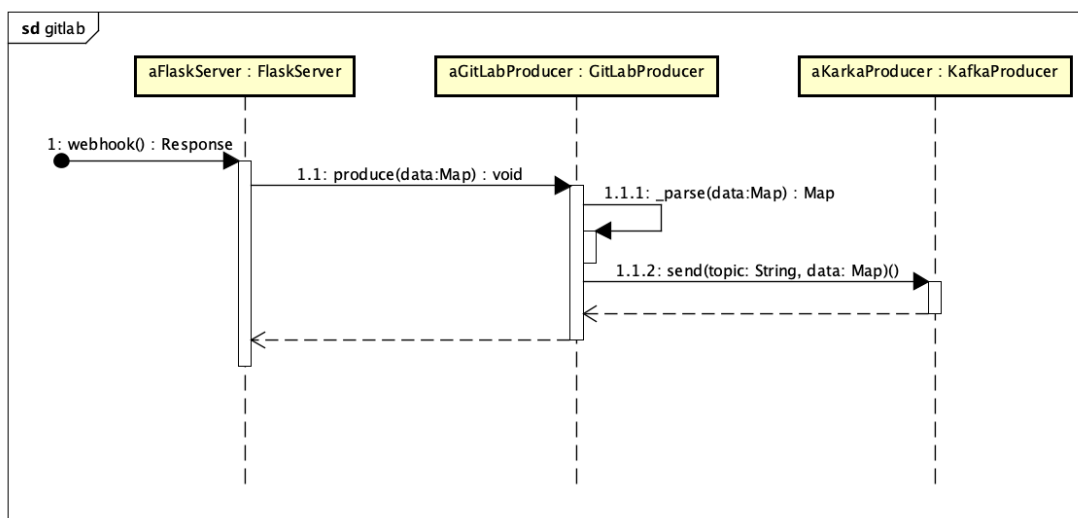 sd gitlab
aFlaskServer : FlaskServer
aGitLabProducer : GitLabProducer
aKarkaProducer : KafkaProducer
1: webhook() : Response
1.1: produce(data:Map) : void
1.1.1: _parse(data:Map) : Map
1.1.2: send(topic: String, data: Map)()